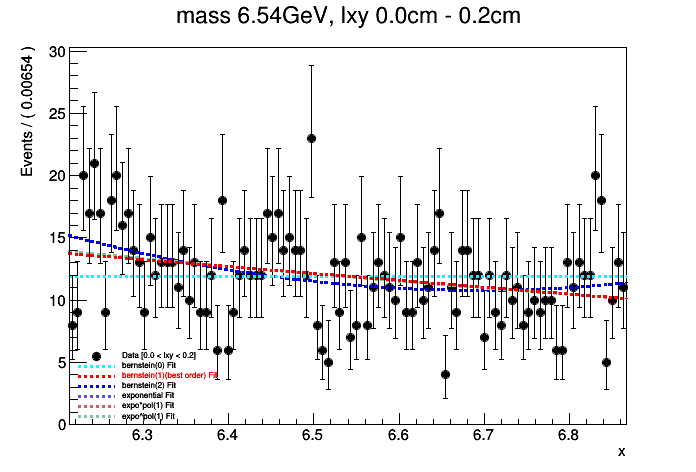 mass 6.54GeV, lxy 0.0cm - 0.2cm
Events / ( 0.00654 )
30
25
20
15
10
5
0
Data [0.0 < lxy < 0.2]
bernstein(0) Fit
bernstein(1)(best order) Fit
bernstein(2) Fit
exponential Fit
expo*pol(1) Fit
expo*pol(1) Fit
6.3 6.4 6.5 6.6 6.7 6.8
x